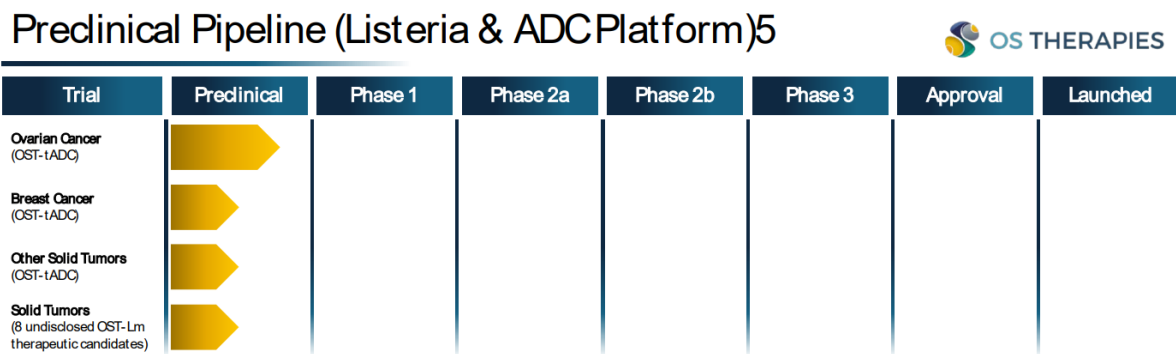 Preclinical Pipeline (Listeria & ADC Platform)5
OS THERAPIES
Trial Preclinical Phase 1 Phase 2a Phase 2b Phase 3 Approval Launched
Ovarian Cancer
(OST-tADC)
Breast Cancer
(OST-tADC)
Other Solid Tumors
(OST-tADC)
Solid Tumors
(8 undisclosed OST-Lm
therapeutic candidates)